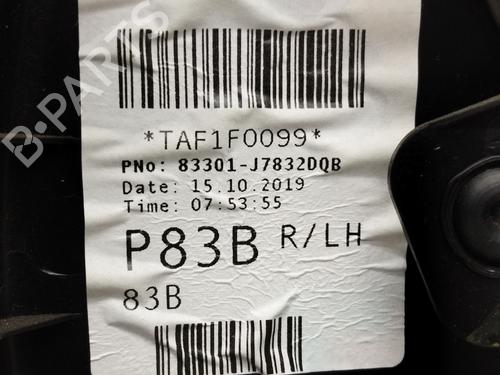 B-PARTS
*TAF1F0099*
PNo: 83301-J7832DQB
Date: 15.10.2019
Time: 07:53:55
P83B R/LH
83B